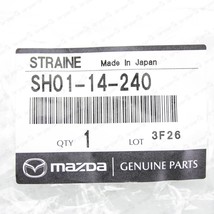 STRAINE Made In Japan
SH01-14-240
QTY 1 LOT 3F26
mazda GENUINE PARTS